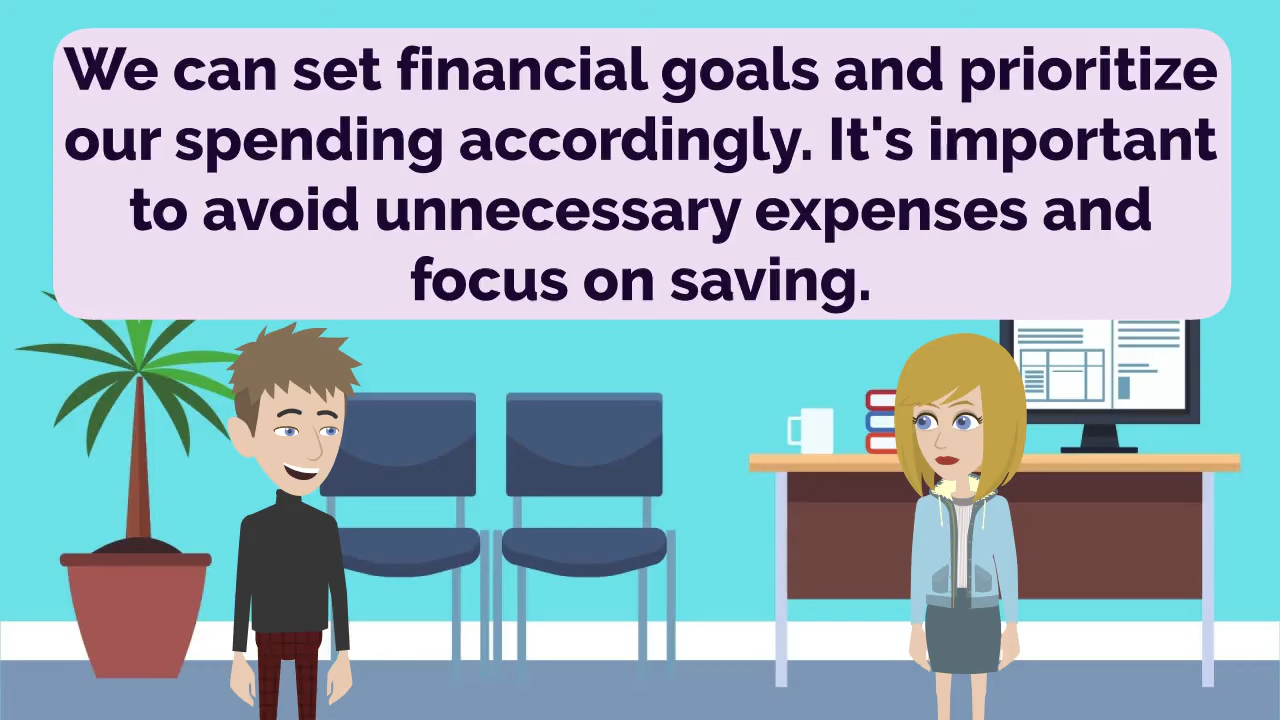 We can set financial goals and prioritize
our spending accordingly. It's important
to avoid unnecessary expenses and
focus on saving.